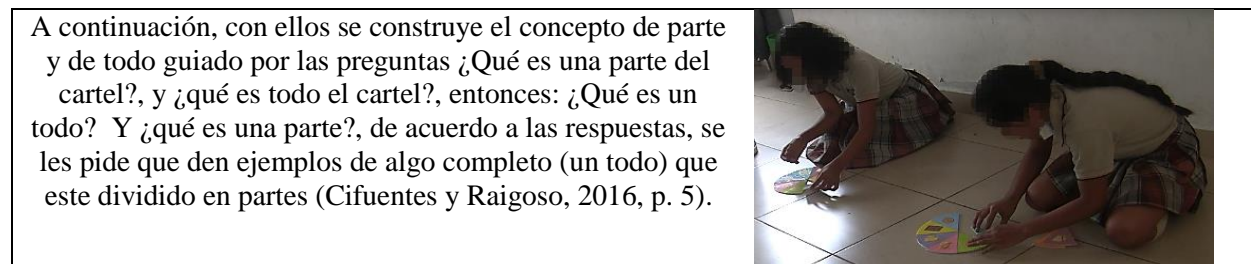 A continuación, con ellos se construye el concepto de parte
y de todo guiado por las preguntas ¿Qué es una parte del
cartel?, y ¿qué es todo el cartel?, entonces: ¿Qué es un
todo?  Y ¿qué es una parte?, de acuerdo a las respuestas, se
les pide que den ejemplos de algo completo (un todo) que
este dividido en partes (Cifuentes y Raigoso, 2016, p. 5).